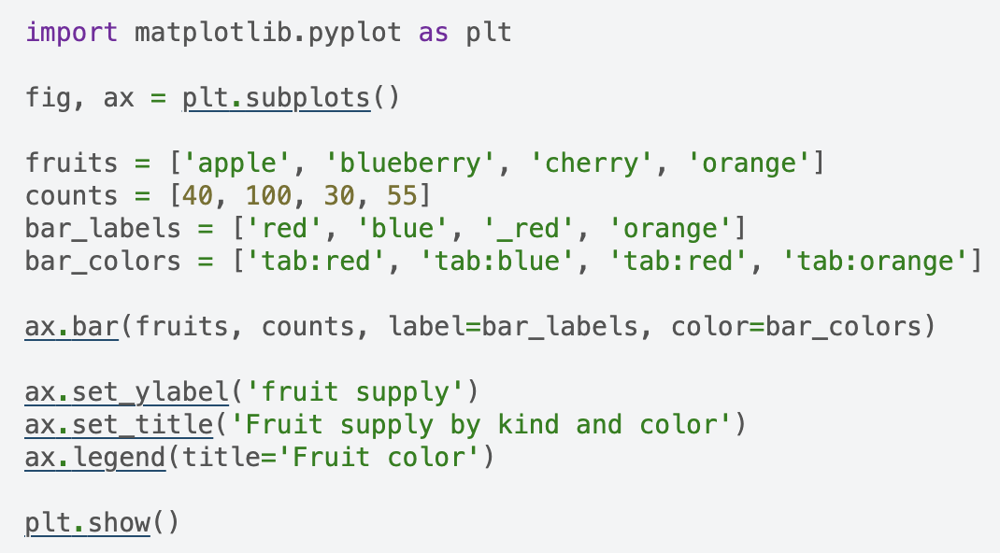 import matplotlib.pyplot as plt
fig, ax = plt.subplots()
fruits = ['apple', 'blueberry', 'cherry', 'orange']
counts = [40, 100, 30, 55]
bar_labels = ['red', 'blue', '_red', 'orange']
bar_colors = ['tab:red', 'tab:blue', 'tab:red', 'tab:orange']
ax.bar(fruits, counts, label=bar_labels, color=bar_colors)
ax.set_ylabel('fruit supply')
ax.set_title('Fruit supply by kind and color')
ax.legend(title='Fruit color')
plt.show()